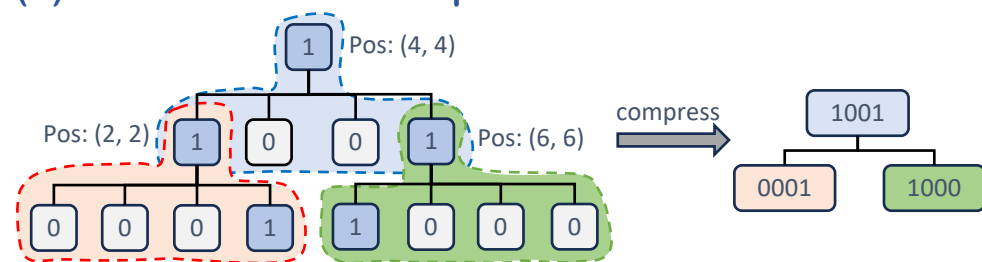 1 Pos: (4, 4)
compress
1001
Pos: (2, 2) 1 0 0 1 Pos: (6, 6)
0001 1000
0 0 0 1 1 0 0 0